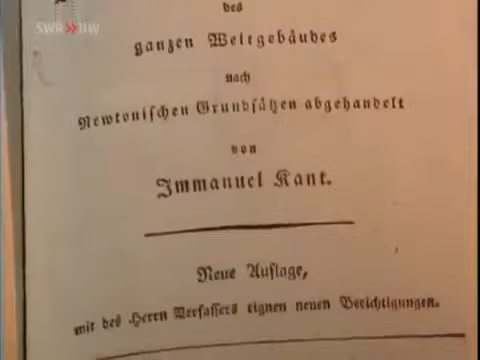 SWR»BW
des
ganzen Weltgebäudes
nach
Newtonischen Grundsätzen abgehandelt
von
Immanuel Kant.
Neue Auflage,
mit des Herrn Verfassers eignen neuen Berichtigungen.